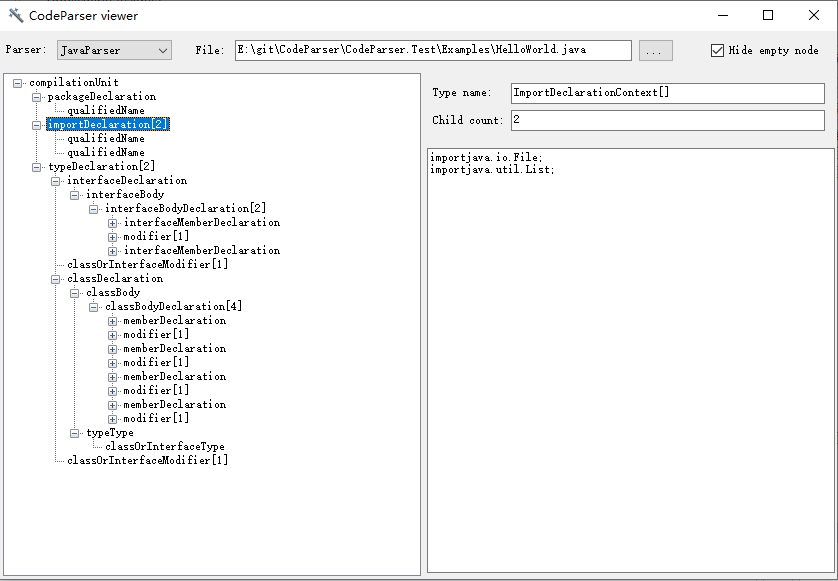 CodeParser viewer
Parser: JavaParser File: E:\git\CodeParser\CodeParser.Test\Examples\HelloWorld.java ... Hide empty node
compilationUnit
packageDeclaration
qualifiedName
importDeclaration[2]
qualifiedName
qualifiedName
typeDeclaration[2]
interfaceDeclaration
interfaceBody
interfaceBodyDeclaration[2]
interfaceMemberDeclaration
modifier[1]
interfaceMemberDeclaration
classOrInterfaceModifier[1]
classDeclaration
classBody
classBodyDeclaration[4]
memberDeclaration
modifier[1]
memberDeclaration
modifier[1]
memberDeclaration
modifier[1]
memberDeclaration
modifier[1]
typeType
classOrInterfaceType
classOrInterfaceModifier[1]
Type name: ImportDeclarationContext[]
Child count: 2
importjava.io.File;
importjava.util.List;